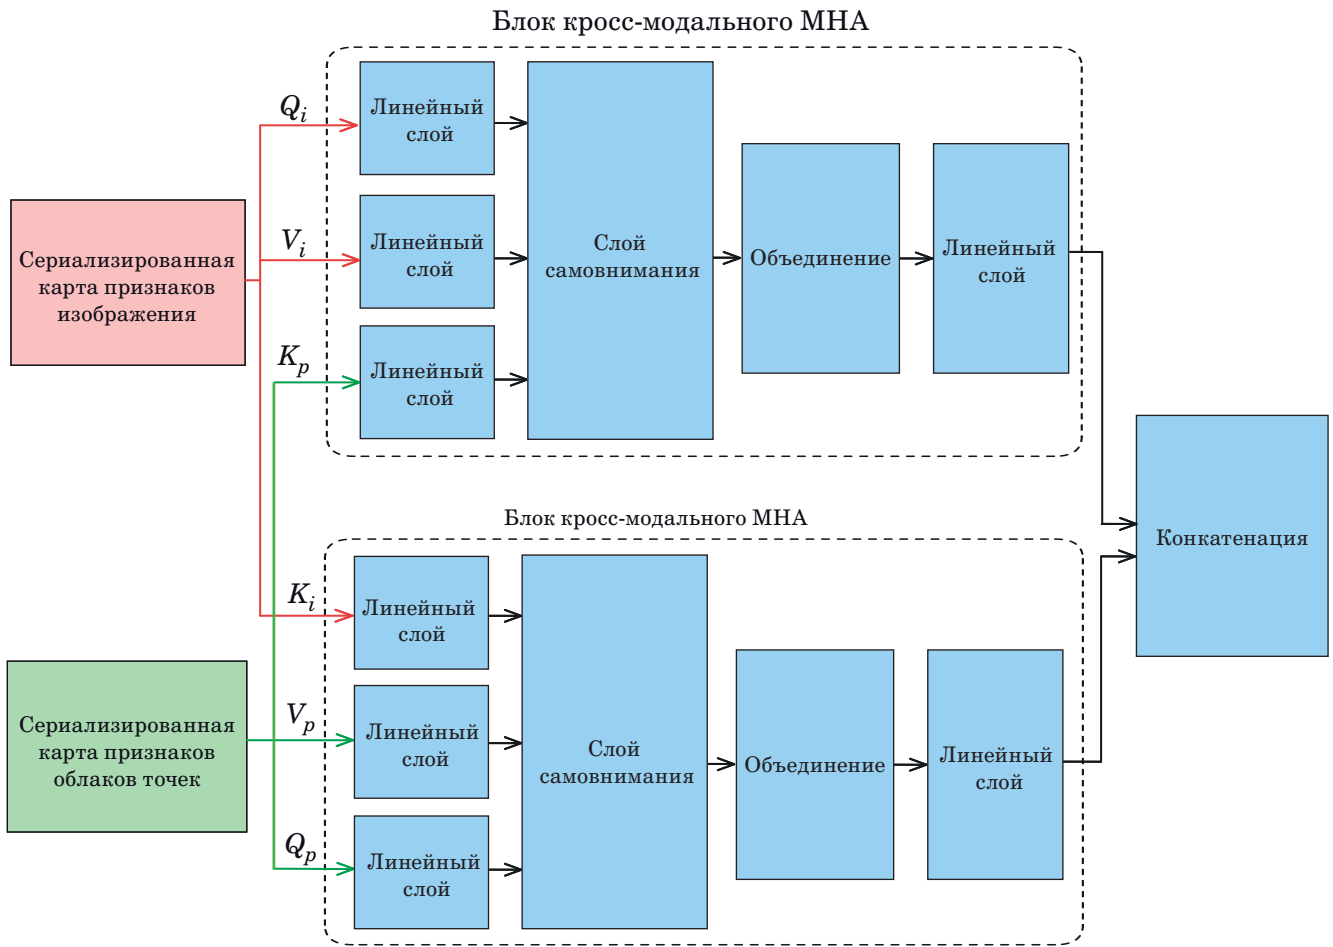 Блок кросс-модального МНА
Q_i
Линейный
слой
V_i
Линейный
слой
K_p
Линейный
слой
Слой
самовнимания
Объединение
Линейный
слой
Сериализированная
карта признаков
изображения
Конкатенация
Блок кросс-модального МНА
K_i
Линейный
слой
V_p
Линейный
слой
Q_p
Линейный
слой
Слой
самовнимания
Объединение
Линейный
слой
Сериализированная
карта признаков
облаков точек